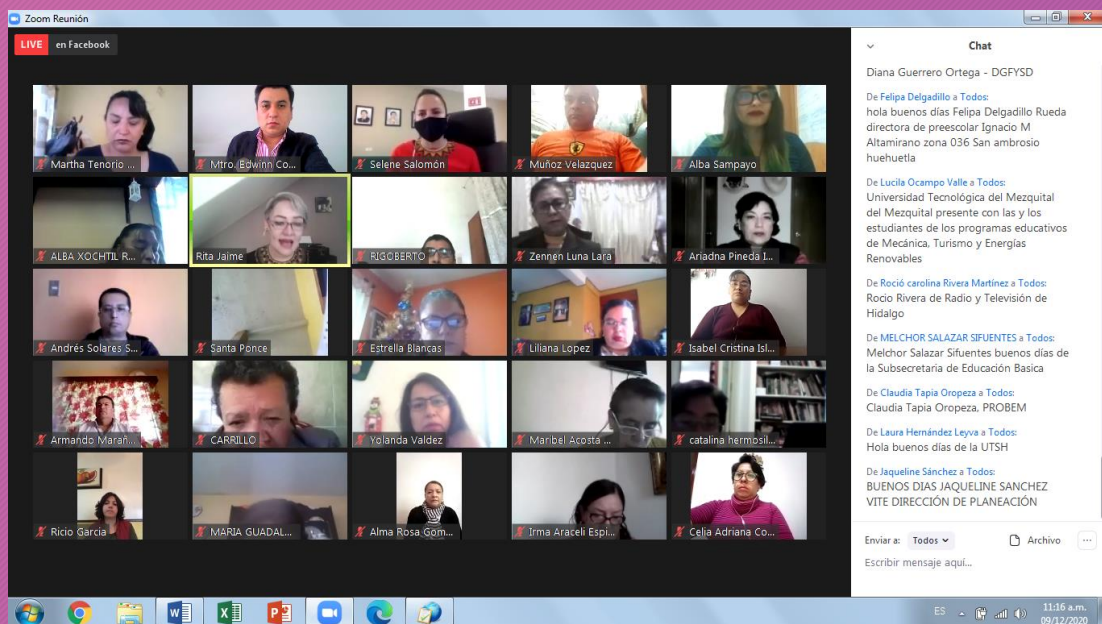 Zoom Reunión
LIVE en Facebook
Martha Tenorio ...
Mtro. Edwinn Co...
Selene Salomón
Muñoz Velazquez
Alba Sampayo
ALBA XOCHTIL R...
Rita Jaime
RIGOBERTO
Zennen Luna Lara
Ariadna Pineda I...
Andrés Solares S...
Santa Ponce
Estrella Blancas
Liliana Lopez
Isabel Cristina Isl...
Armando Marañ...
CARRILLO
Yolanda Valdez
Maribel Acosta ...
catalina hermosil...
Ricio Garcia
MARIA GUADAL...
Alma Rosa Gom...
Irma Araceli Espi...
Celia Adriana Co...
Chat
Diana Guerrero Ortega - DGFYSD
De Felipa Delgadillo a Todos:
hola buenos días Felipa Delgadillo Rueda
directora de preescolar Ignacio M
Altamirano zona 036 San ambrosio
huehuetla
De Lucila Ocampo Valle a Todos:
Universidad Tecnológica del Mezquital
del Mezquital presente con las y los
estudiantes de los programas educativos
de Mecánica, Turismo y Energías
Renovables
De Roció carolina Rivera Martínez a Todos:
Rocio Rivera de Radio y Televisión de
Hidalgo
De MELCHOR SALAZAR SIFUENTES a Todos:
Melchor Salazar Sifuentes buenos días de
la Subsecretaria de Educación Basica
De Claudia Tapia Oropeza a Todos:
Claudia Tapia Oropeza, PROBEM
De Laura Hernández Leyva a Todos:
Hola buenos días de la UTSH
De Jaqueline Sánchez a Todos:
BUENOS DIAS JAQUELINE SANCHEZ
VITE DIRECCIÓN DE PLANEACIÓN
Enviar a: Todos Archivo ...
Escribir mensaje aquí...
ES 11:16 a.m.
09/12/2020